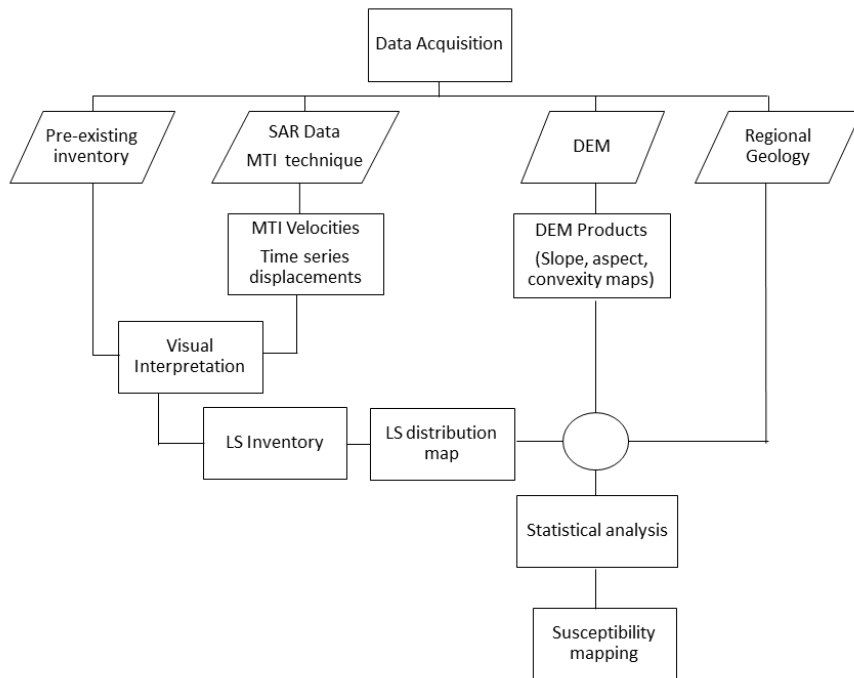 Data Acquisition
Pre-existing
inventory
SAR Data
MTI technique
DEM
Regional
Geology
MTI Velocities
Time series
displacements
DEM Products
(Slope, aspect,
convexity maps)
Visual
Interpretation
LS Inventory
LS distribution
map
Statistical analysis
Susceptibility
mapping